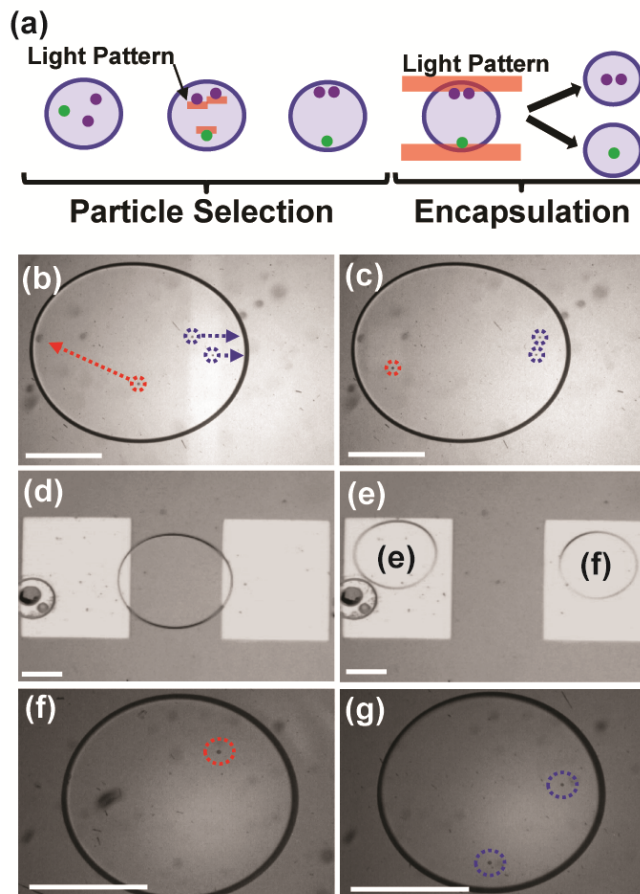 (a)
Light Pattern
Light Pattern
Particle Selection
Encapsulation
(b)
(c)
(d)
(e)
(e)
(f)
(f)
(g)